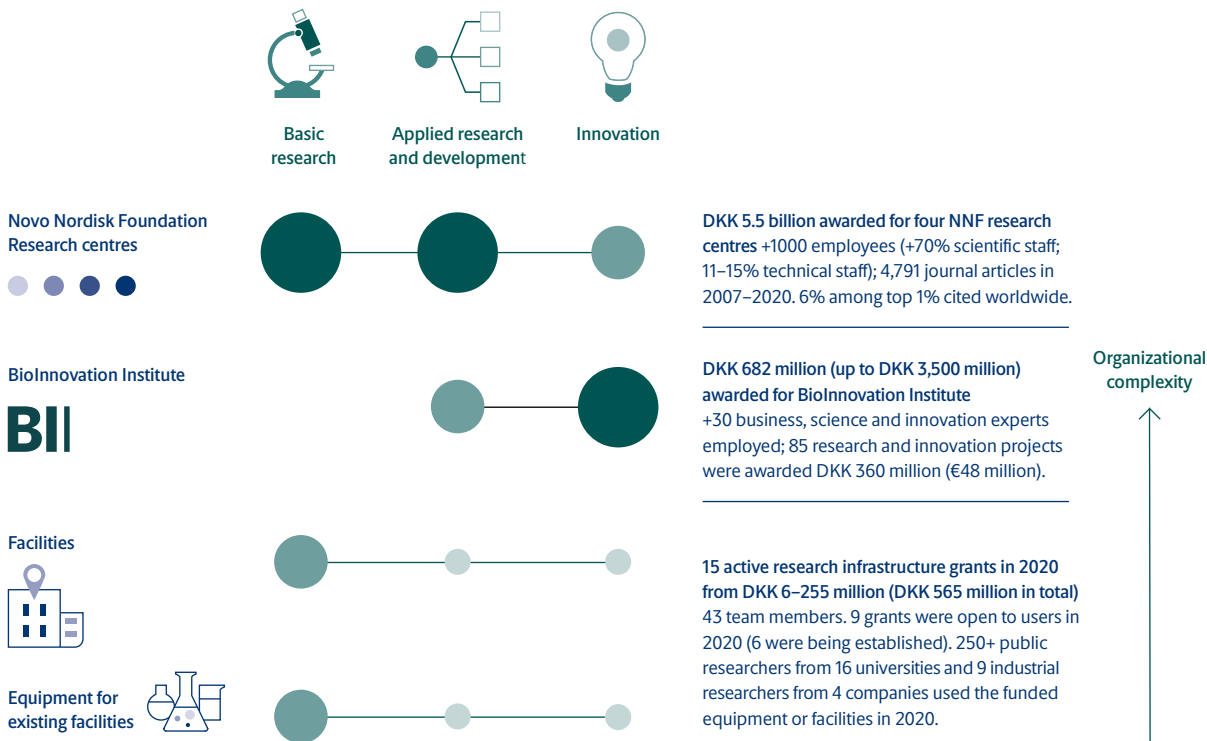 Basic
research
Applied research
and development
Innovation
Novo Nordisk Foundation
Research centres
DKK 5.5 billion awarded for four NNF research
centres +1000 employees (+70% scientific staff;
11–15% technical staff); 4,791 journal articles in
2007–2020. 6% among top 1% cited worldwide.
Organizational
complexity
BioInnovation Institute
BII
DKK 682 million (up to DKK 3,500 million)
awarded for BioInnovation Institute
+30 business, science and innovation experts
employed; 85 research and innovation projects
were awarded DKK 360 million (€48 million).
Facilities
15 active research infrastructure grants in 2020
from DKK 6–255 million (DKK 565 million in total)
43 team members. 9 grants were open to users in
2020 (6 were being established). 250+ public
researchers from 16 universities and 9 industrial
researchers from 4 companies used the funded
equipment or facilities in 2020.
Equipment for
existing facilities